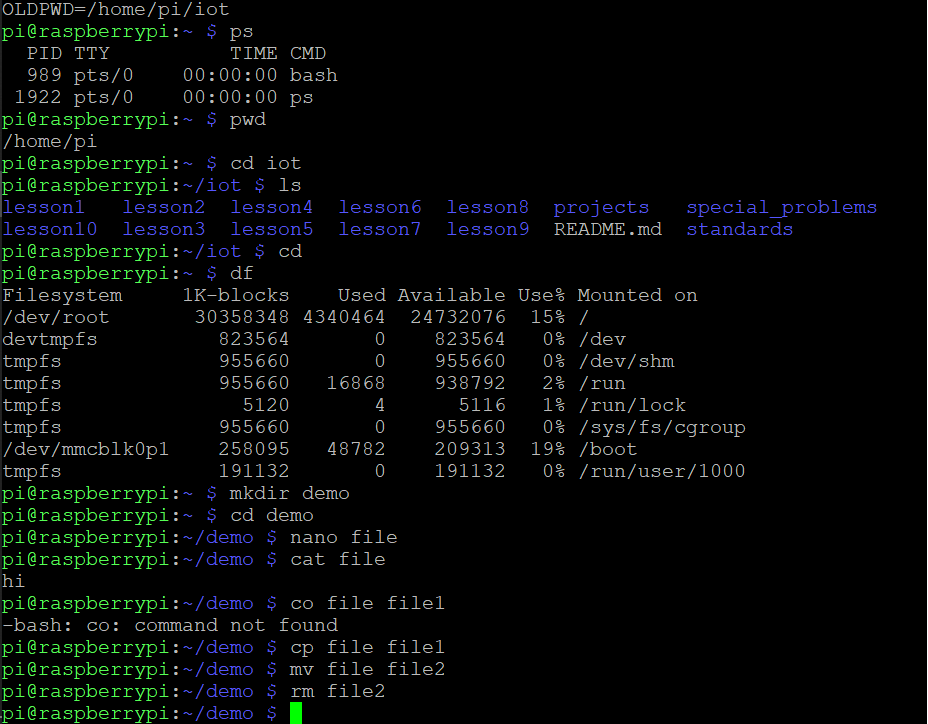 OLDPWD=/home/pi/iot
pi@raspberrypi:~ $ ps
  PID TTY          TIME CMD
  989 pts/0    00:00:00 bash
 1922 pts/0    00:00:00 ps
pi@raspberrypi:~ $ pwd
/home/pi
pi@raspberrypi:~ $ cd iot
pi@raspberrypi:~/iot $ ls
lesson1   lesson2  lesson4  lesson6  lesson8  projects   special_problems
lesson10  lesson3  lesson5  lesson7  lesson9  README.md  standards
pi@raspberrypi:~/iot $ cd
pi@raspberrypi:~ $ df
Filesystem     1K-blocks    Used Available Use% Mounted on
/dev/root       30358348 4340464  24732076  15% /
devtmpfs          823564       0    823564   0% /dev
tmpfs             955660       0    955660   0% /dev/shm
tmpfs             955660   16868    938792   2% /run
tmpfs               5120       4      5116   1% /run/lock
tmpfs             955660       0    955660   0% /sys/fs/cgroup
/dev/mmcblk0p1    258095   48782    209313  19% /boot
tmpfs             191132       0    191132   0% /run/user/1000
pi@raspberrypi:~ $ mkdir demo
pi@raspberrypi:~ $ cd demo
pi@raspberrypi:~/demo $ nano file
pi@raspberrypi:~/demo $ cat file
hi
pi@raspberrypi:~/demo $ co file file1
-bash: co: command not found
pi@raspberrypi:~/demo $ cp file file1
pi@raspberrypi:~/demo $ mv file file2
pi@raspberrypi:~/demo $ rm file2
pi@raspberrypi:~/demo $